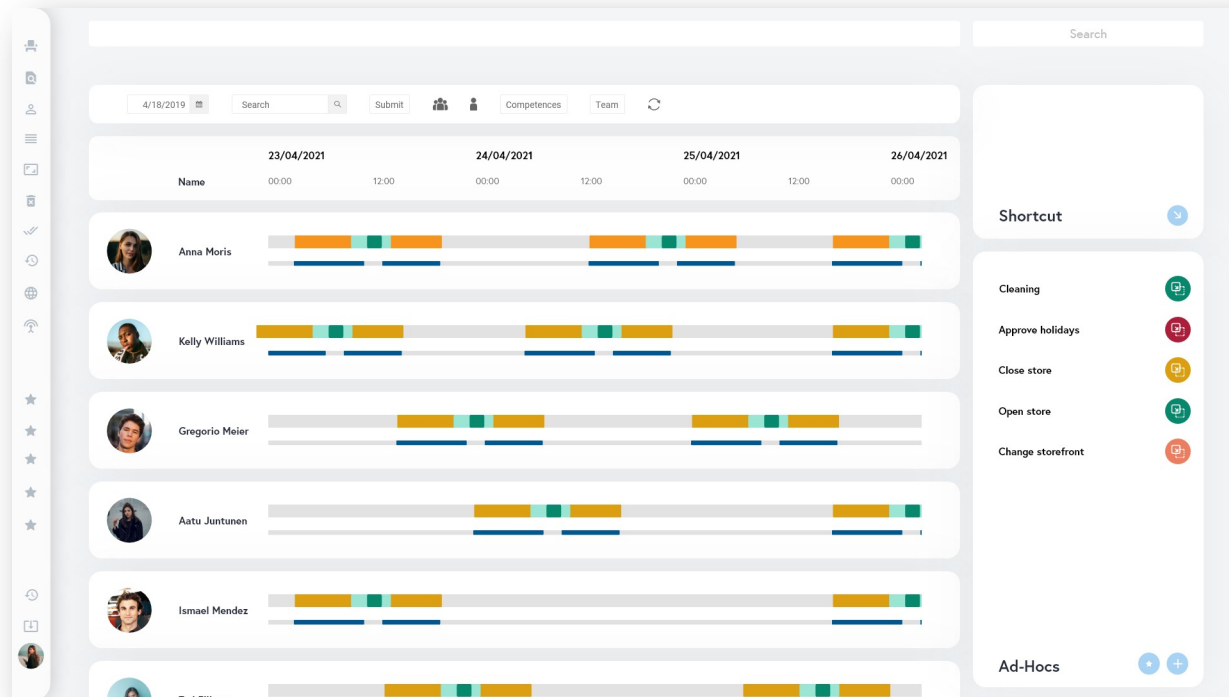 Search
4/18/2019 Search Submit Competences Team
23/04/2021 24/04/2021 25/04/2021 26/04/2021
Name 00:00 12:00 00:00 12:00 00:00 12:00 00:00
Anna Moris
Kelly Williams
Gregorio Meier
Aatu Juntunen
Ismael Mendez
Shortcut
Cleaning
Approve holidays
Close store
Open store
Change storefront
Ad-Hocs